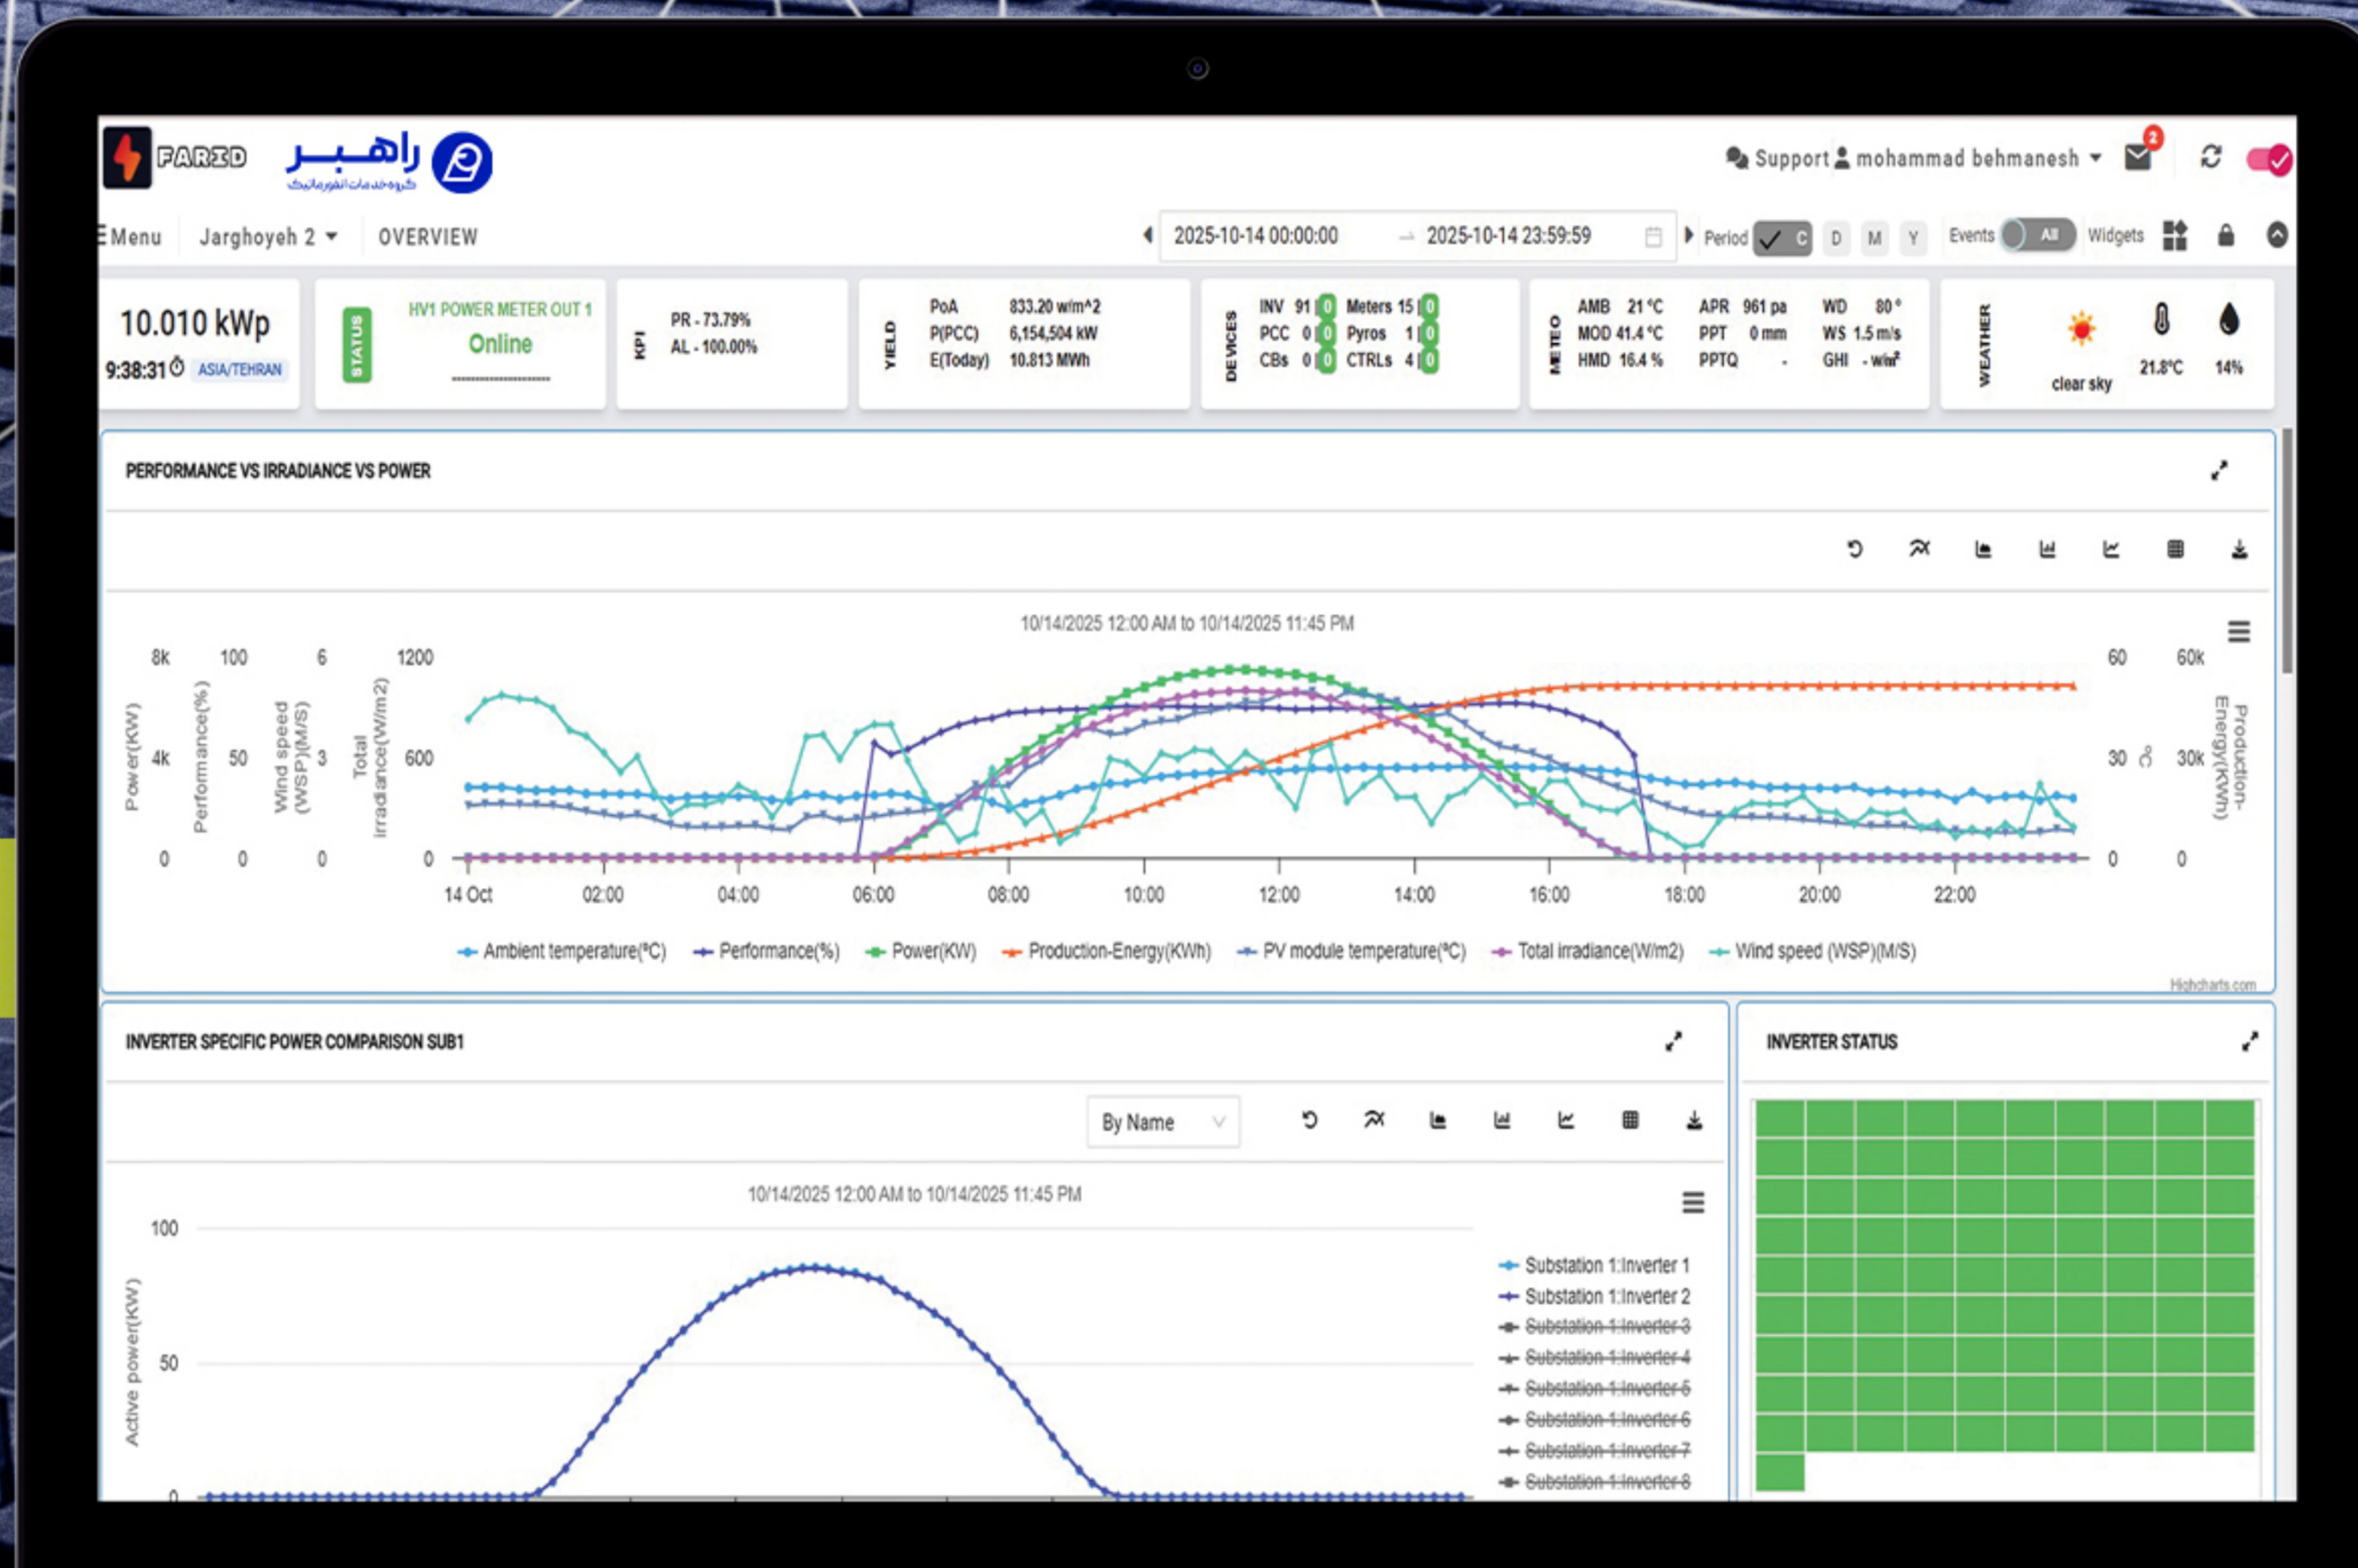 FARID
راهبر
گروه خدمات انفورماتیک
Support mohammad behmanesh
2
Menu Jarghoyeh 2 OVERVIEW
2025-10-14 00:00:00 → 2025-10-14 23:59:59 Period C D M Y Events All Widgets
10.010 kWp
9:38:31 ASIA/TEHRAN
STATUS
HV1 POWER METER OUT 1
Online
KPI
PR - 73.79%
AL - 100.00%
YIELD
PoA 833.20 w/m^2
P(PCC) 6,154,504 kW
E(Today) 10.813 MWh
DEVICES
INV 91|0 Meters 15|0
PCC 0|0 Pyros 1|0
CBs 0|0 CTRLs 4|0
METEO
AMB 21 °C APR 961 pa WD 80 °
MOD 41.4 °C PPT 0 mm WS 1.5 m/s
HMD 16.4 % PPTQ - GHI - w/m²
WEATHER
clear sky
21.8°C
14%
PERFORMANCE VS IRRADIANCE VS POWER
10/14/2025 12:00 AM to 10/14/2025 11:45 PM
8k 100 6 1200 60 60k
4k 50 3 600 30 30k
0 0 0 0 0 0
Power(KW)
Performance(%)
Wind speed (WSP)(M/S)
Total irradiance(W/m2)
°C
Production-Energy(KWh)
14 Oct 02:00 04:00 06:00 08:00 10:00 12:00 14:00 16:00 18:00 20:00 22:00
Ambient temperature(°C) Performance(%) Power(KW) Production-Energy(KWh) PV module temperature(°C) Total irradiance(W/m2) Wind speed (WSP)(M/S)
Highcharts.com
INVERTER SPECIFIC POWER COMPARISON SUB1
By Name
10/14/2025 12:00 AM to 10/14/2025 11:45 PM
100
50
0
Active power(KW)
Substation 1:Inverter 1
Substation 1:Inverter 2
Substation 1:Inverter 3
Substation 1:Inverter 4
Substation 1:Inverter 5
Substation 1:Inverter 6
Substation 1:Inverter 7
Substation 1:Inverter 8
INVERTER STATUS